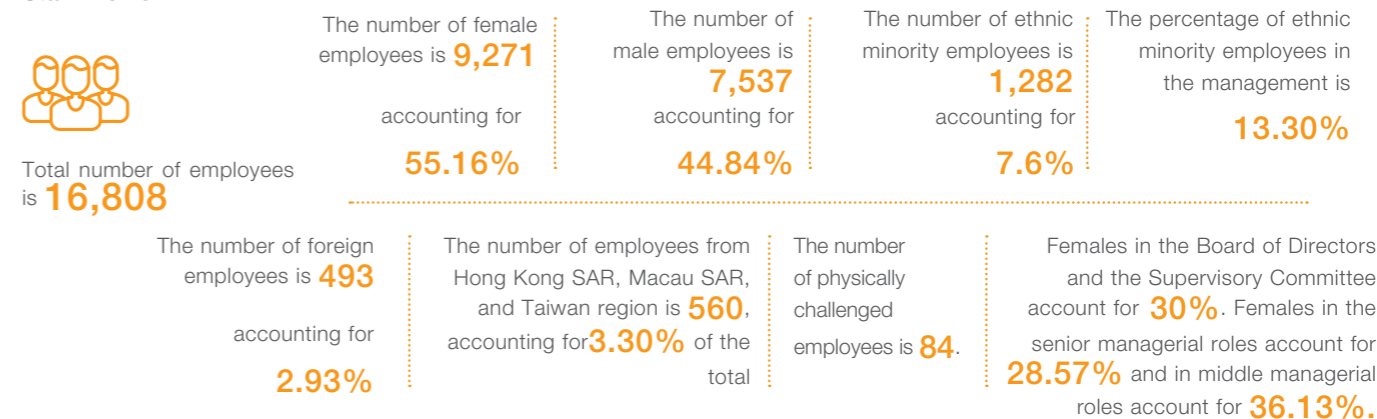 Total number of employees
is 16,808
The number of female
employees is 9,271
accounting for
55.16%
The number of
male employees is
7,537
accounting for
44.84%
The number of ethnic
minority employees is
1,282
accounting for
7.6%
The percentage of ethnic
minority employees in
the management is
13.30%
The number of foreign
employees is 493
accounting for
2.93%
The number of employees from
Hong Kong SAR, Macau SAR,
and Taiwan region is 560,
accounting for3.30% of the
total
The number
of physically
challenged
employees is 84.
Females in the Board of Directors
and the Supervisory Committee
account for 30%. Females in the
senior managerial roles account for
28.57% and in middle managerial
roles account for 36.13%.